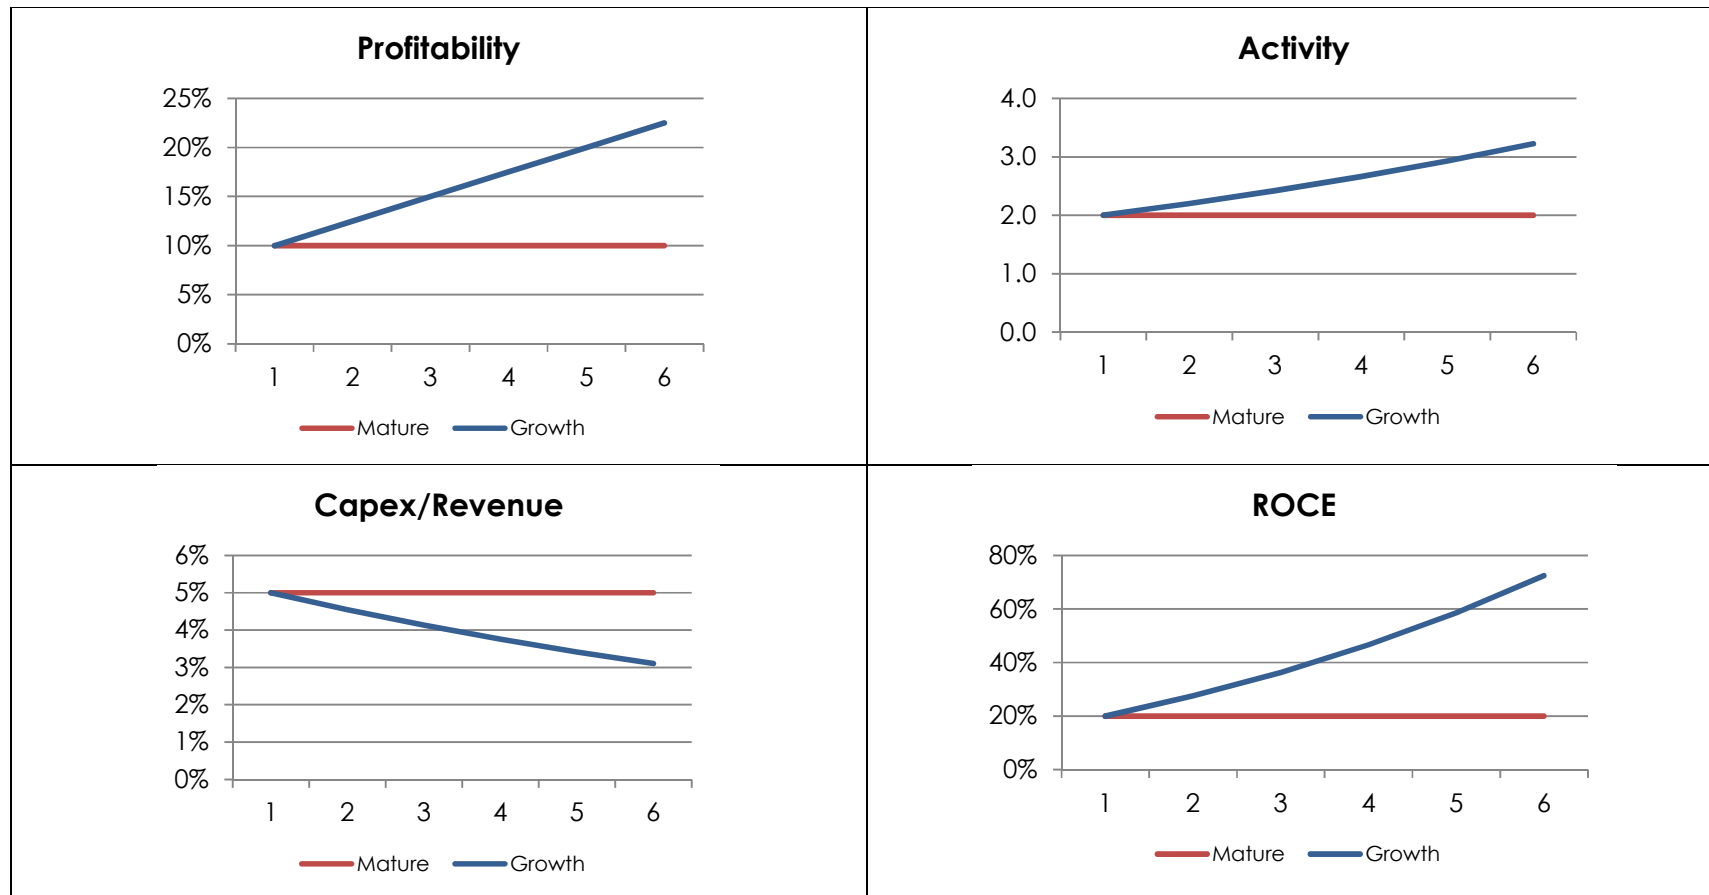 Profitability
25%
20%
15%
10%
5%
0%
1 2 3 4 5 6
Mature Growth
Activity
4.0
3.0
2.0
1.0
0.0
1 2 3 4 5 6
Mature Growth
Capex/Revenue
6%
5%
4%
3%
2%
1%
0%
1 2 3 4 5 6
Mature Growth
ROCE
80%
60%
40%
20%
0%
1 2 3 4 5 6
Mature Growth